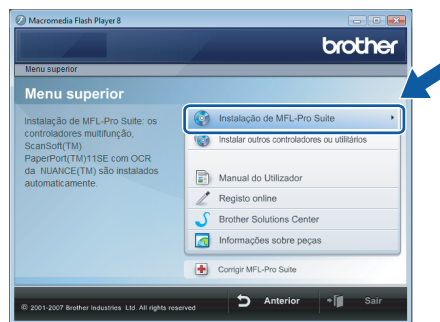 Macromedia Flash Player 8
brother
Menu superior
Menu superior
Instalação de MFL-Pro Suite: os
controladores multifunção,
ScanSoft(TM)
PaperPort(TM)11SE com OCR
da NUANCE(TM) são instalados
automaticamente.
Instalação de MFL-Pro Suite
Instalar outros controladores ou utilitários
Manual do Utilizador
Registo online
Brother Solutions Center
Informações sobre peças
Corrigir MFL-Pro Suite
© 2001-2007 Brother Industries Ltd. All rights reserved
Anterior
Sair